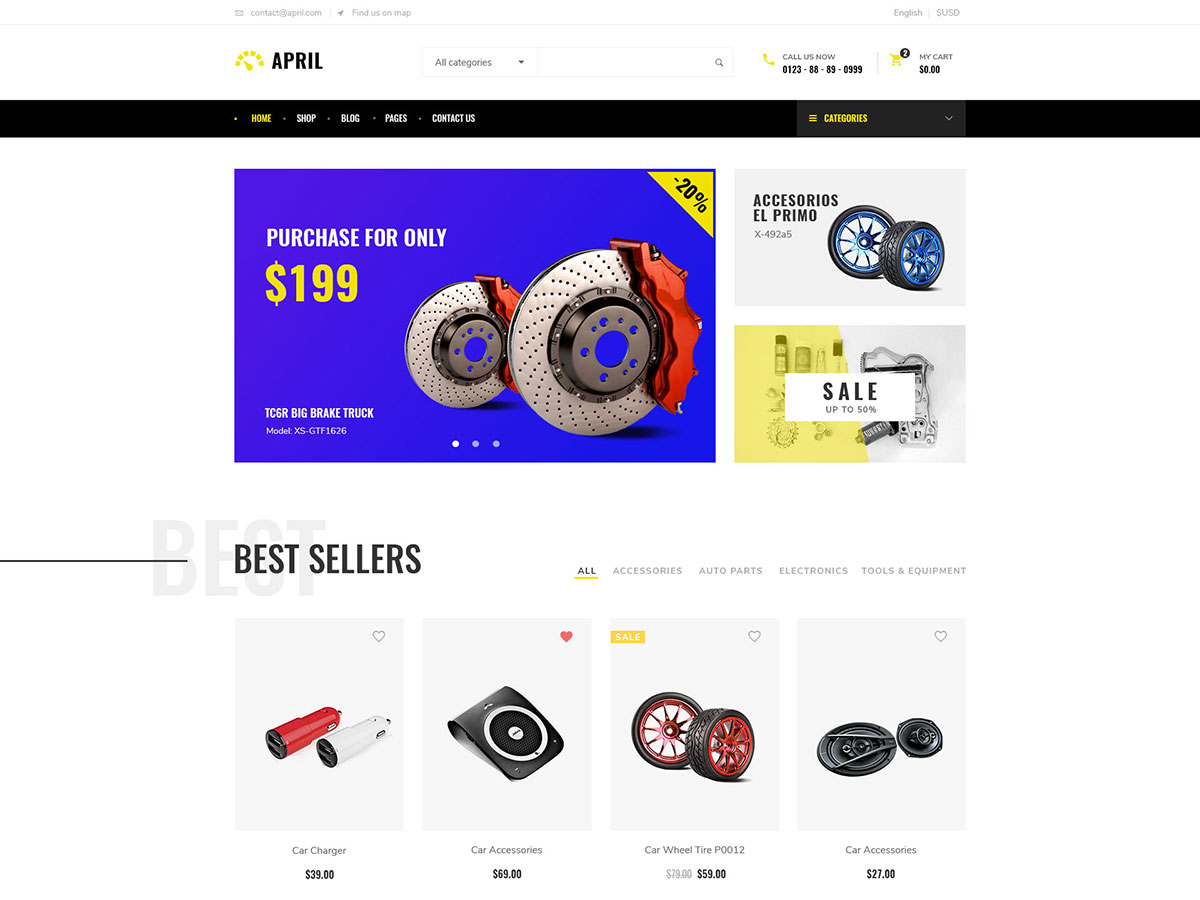 contact@april.com
Find us on map
English
$USD
APRIL
All categories
CALL US NOW
0123 - 88 - 89 - 0999
2
MY CART
$0.00
HOME
SHOP
BLOG
PAGES
CONTACT US
CATEGORIES
-20%
PURCHASE FOR ONLY
$199
TC6R BIG BRAKE TRUCK
Model: XS-GTF1626
ACCESORIOS
EL PRIMO
X-492a5
SALE
UP TO 50%
BEST
BEST SELLERS
ALL
ACCESSORIES
AUTO PARTS
ELECTRONICS
TOOLS & EQUIPMENT
SALE
Car Charger
$39.00
Car Accessories
$69.00
Car Wheel Tire P0012
$79.00 $59.00
Car Accessories
$27.00